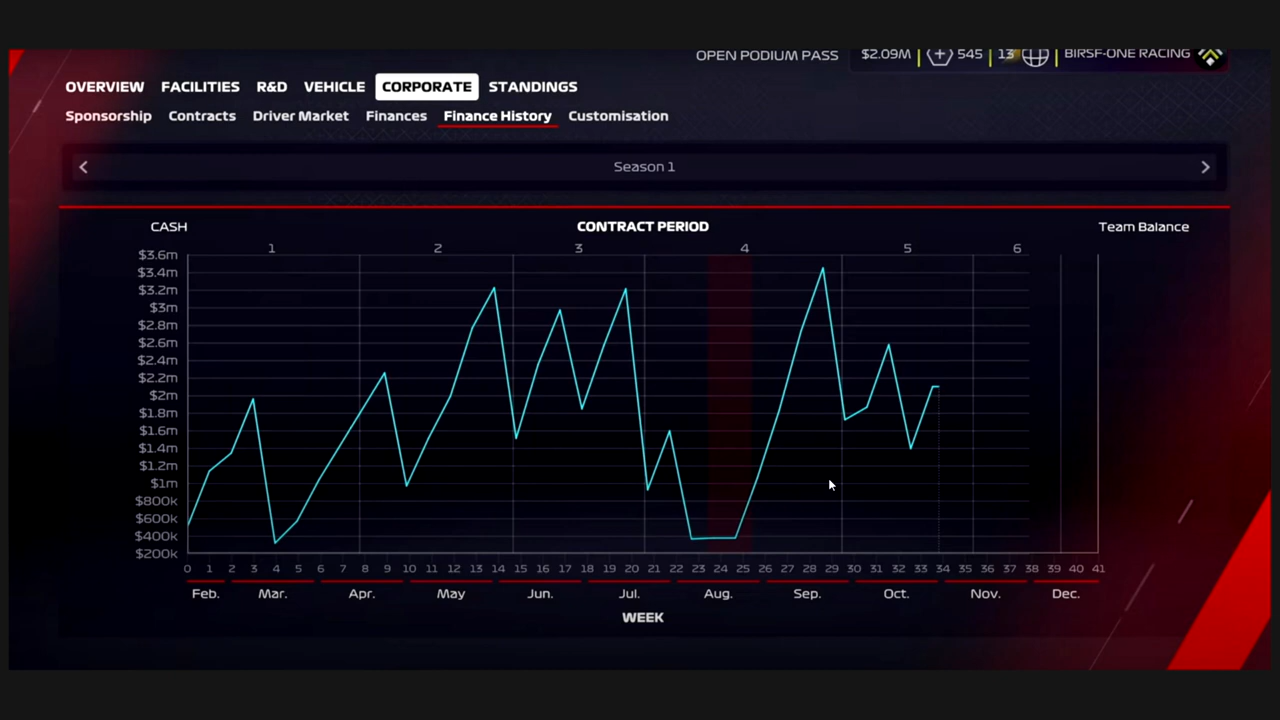 OPEN PODIUM PASS $2.09M 545 13 BIRSF-ONE RACING
OVERVIEW FACILITIES R&D VEHICLE CORPORATE STANDINGS
Sponsorship Contracts Driver Market Finances Finance History Customisation
Season 1
CASH CONTRACT PERIOD Team Balance
1 2 3 4 5 6
$3.6m
$3.4m
$3.2m
$3m
$2.8m
$2.6m
$2.4m
$2.2m
$2m
$1.8m
$1.6m
$1.4m
$1.2m
$1m
$800k
$600k
$400k
$200k
0 1 2 3 4 5 6 7 8 9 10 11 12 13 14 15 16 17 18 19 20 21 22 23 24 25 26 27 28 29 30 31 32 33 34 35 36 37 38 39 40 41
Feb. Mar. Apr. May Jun. Jul. Aug. Sep. Oct. Nov. Dec.
WEEK